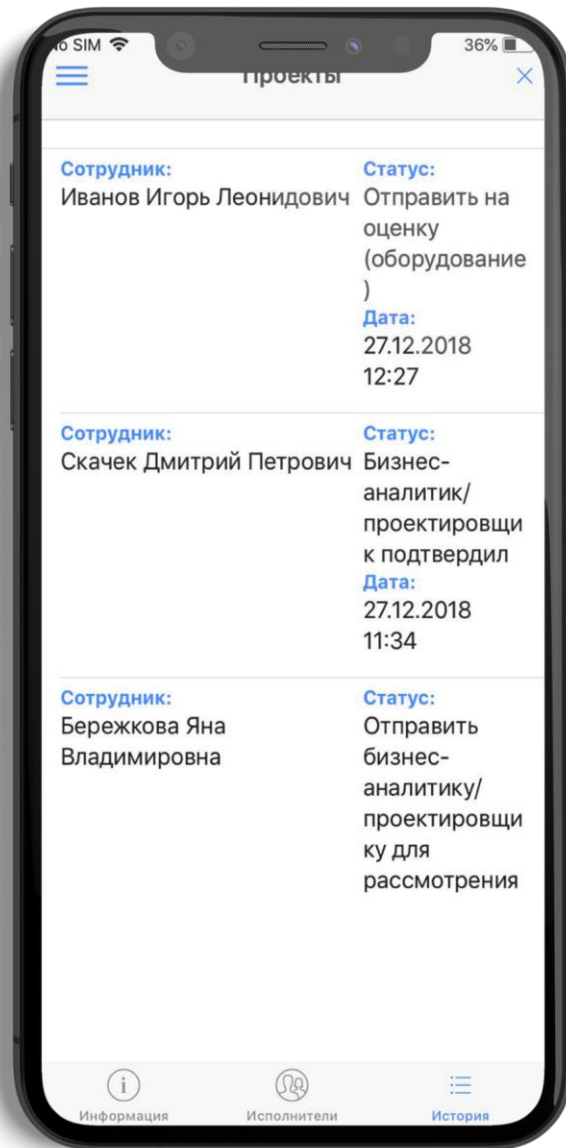 No SIM 36%
Проекты
Сотрудник:
Иванов Игорь Леонидович
Статус:
Отправить на
оценку
(оборудование
)
Дата:
27.12.2018
12:27
Сотрудник:
Скачек Дмитрий Петрович
Статус:
Бизнес-
аналитик/
проектировщи
к подтвердил
Дата:
27.12.2018
11:34
Сотрудник:
Бережкова Яна
Владимировна
Статус:
Отправить
бизнес-
аналитику/
проектировщи
ку для
рассмотрения
Информация
Исполнители
История